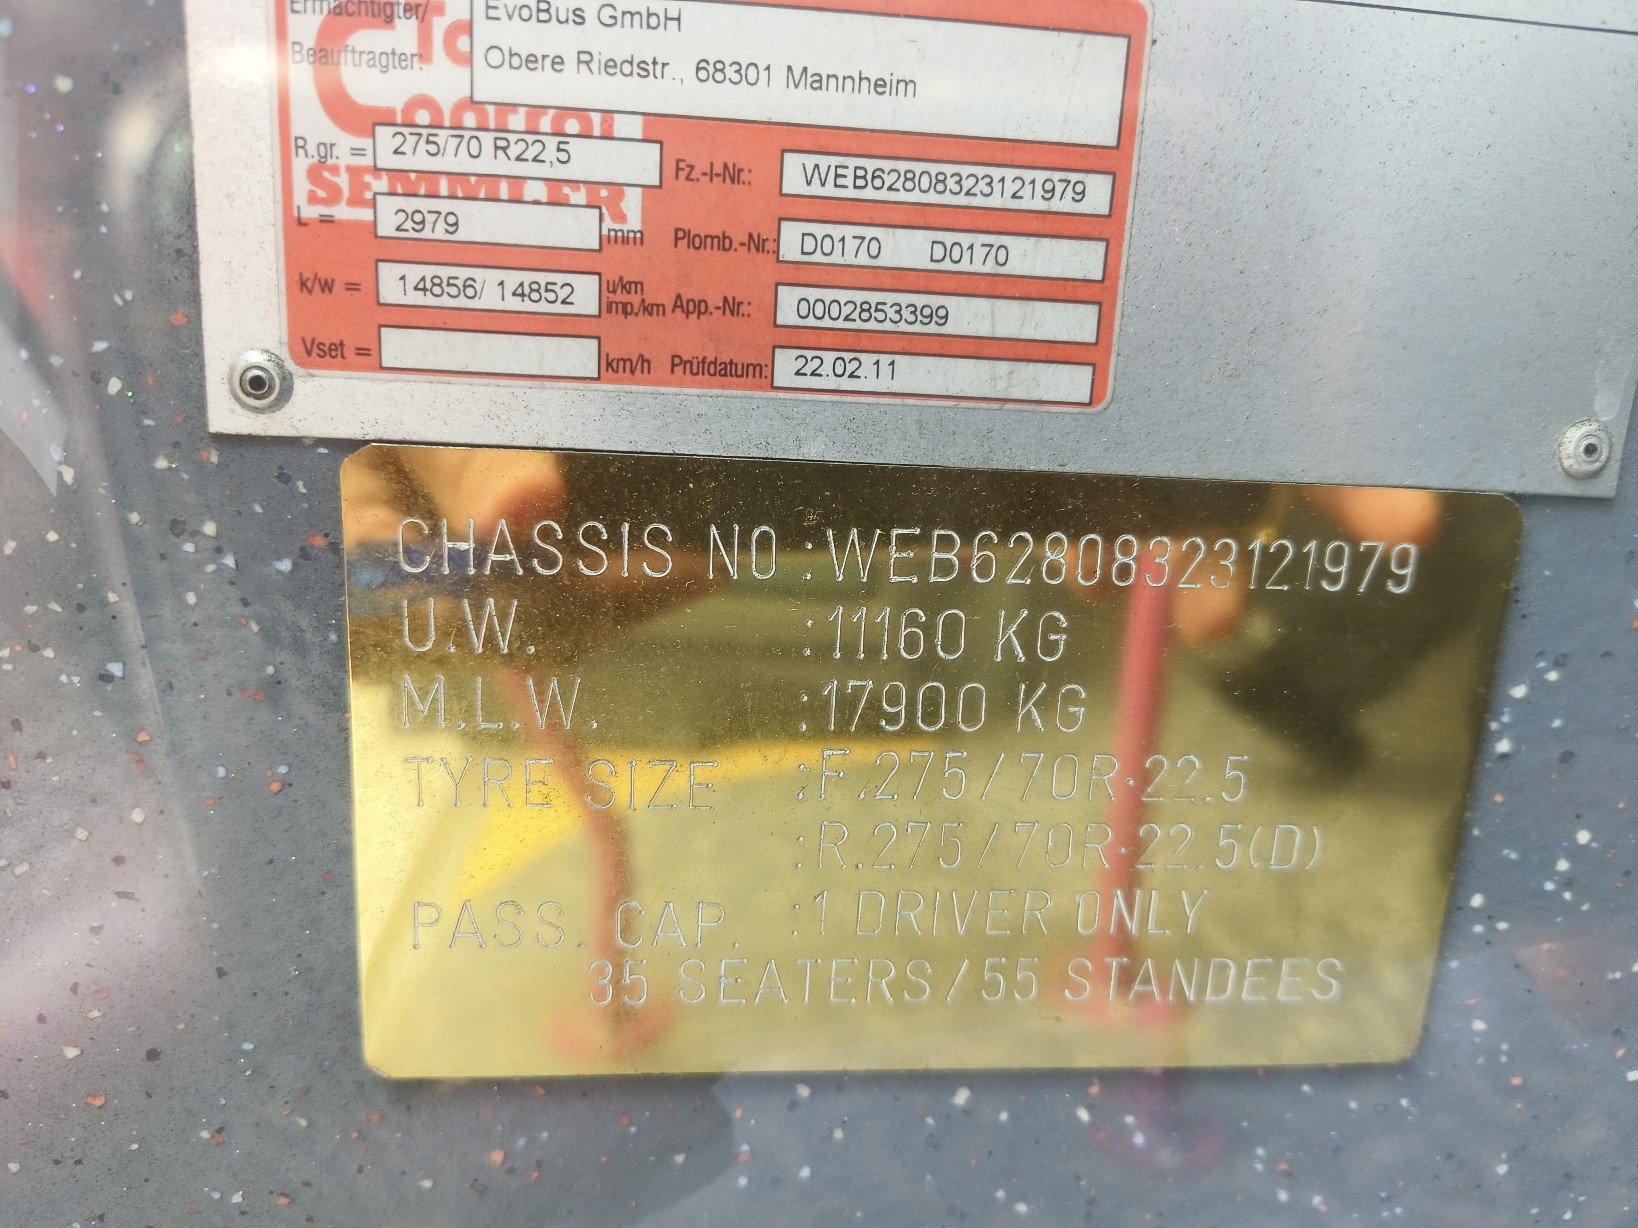 Ermächtigter/ EvoBus GmbH
Beauftragter: Obere Riedstr., 68301 Mannheim
Control
SEMMLER
R.gr. = 275/70 R22,5 Fz.-I-Nr.: WEB62808323121979
L = 2979 mm Plomb.-Nr.: D0170 D0170
k/w = 14856/ 14852 u/km imp./km App.-Nr.: 0002853399
Vset = km/h Prüfdatum: 22.02.11
CHASSIS NO :WEB62808323121979
U.W. :11160 KG
M.L.W. :17900 KG
TYRE SIZE :F.275/70R-22.5
:R.275/70R-22.5(D)
PASS. CAP. :1 DRIVER ONLY
35 SEATERS/55 STANDEES